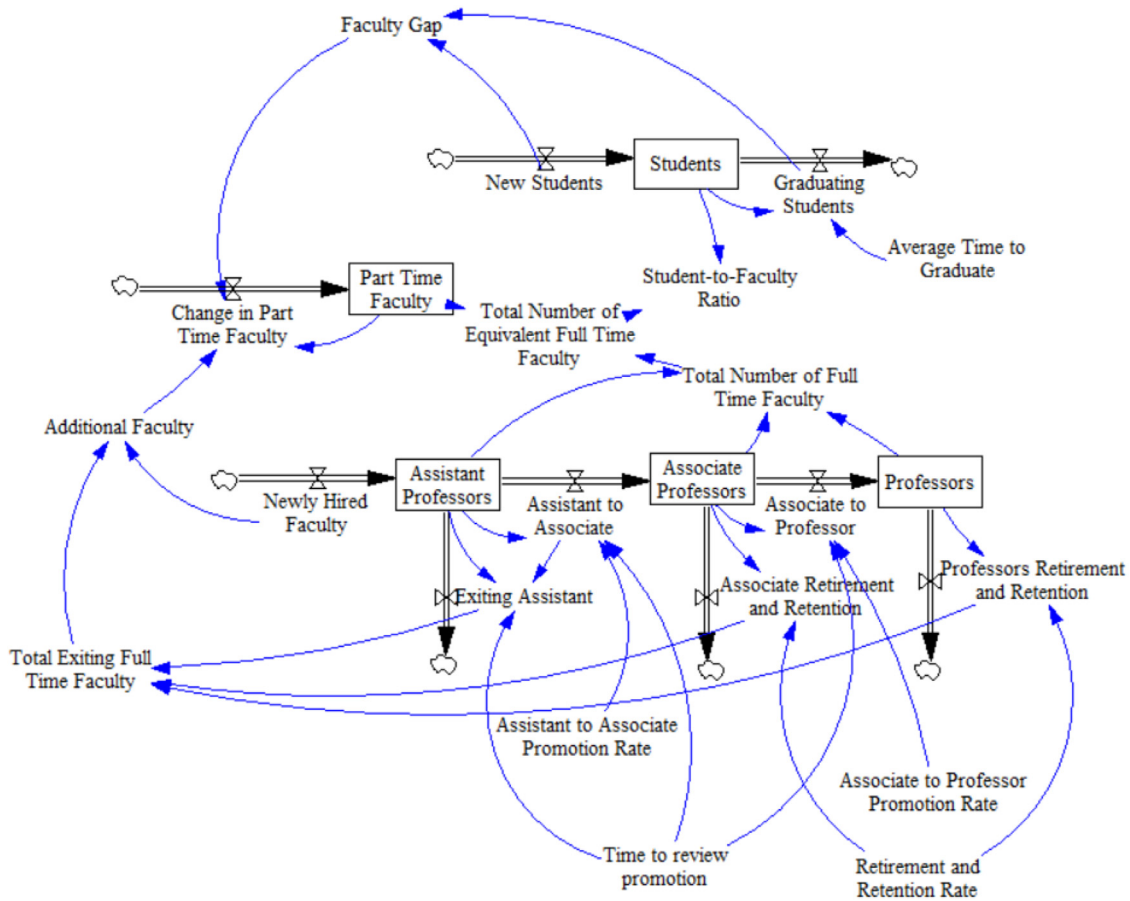 Faculty Gap
New Students
Students
Graduating
Students
Average Time to
Graduate
Student-to-Faculty
Ratio
Part Time
Faculty
Change in Part
Time Faculty
Total Number of
Equivalent Full Time
Faculty
Total Number of Full
Time Faculty
Additional Faculty
Newly Hired
Faculty
Assistant
Professors
Assistant to
Associate
Associate
Professors
Associate to
Professor
Professors
Exiting Assistant
Associate Retirement
and Retention
Professors Retirement
and Retention
Total Exiting Full
Time Faculty
Assistant to Associate
Promotion Rate
Associate to Professor
Promotion Rate
Time to review
promotion
Retirement and
Retention Rate